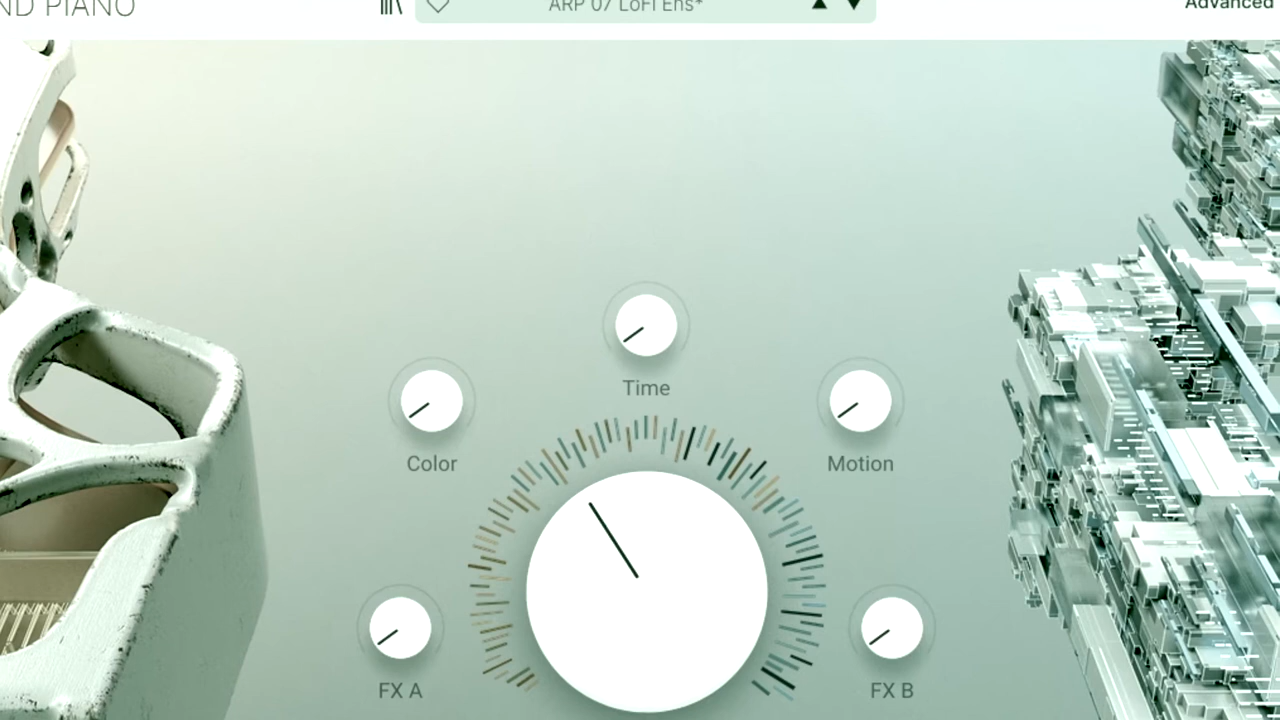 ND PIANO
ARP 07 LoFi Ens*
Advanced
Time
Color
Motion
FX A
FX B